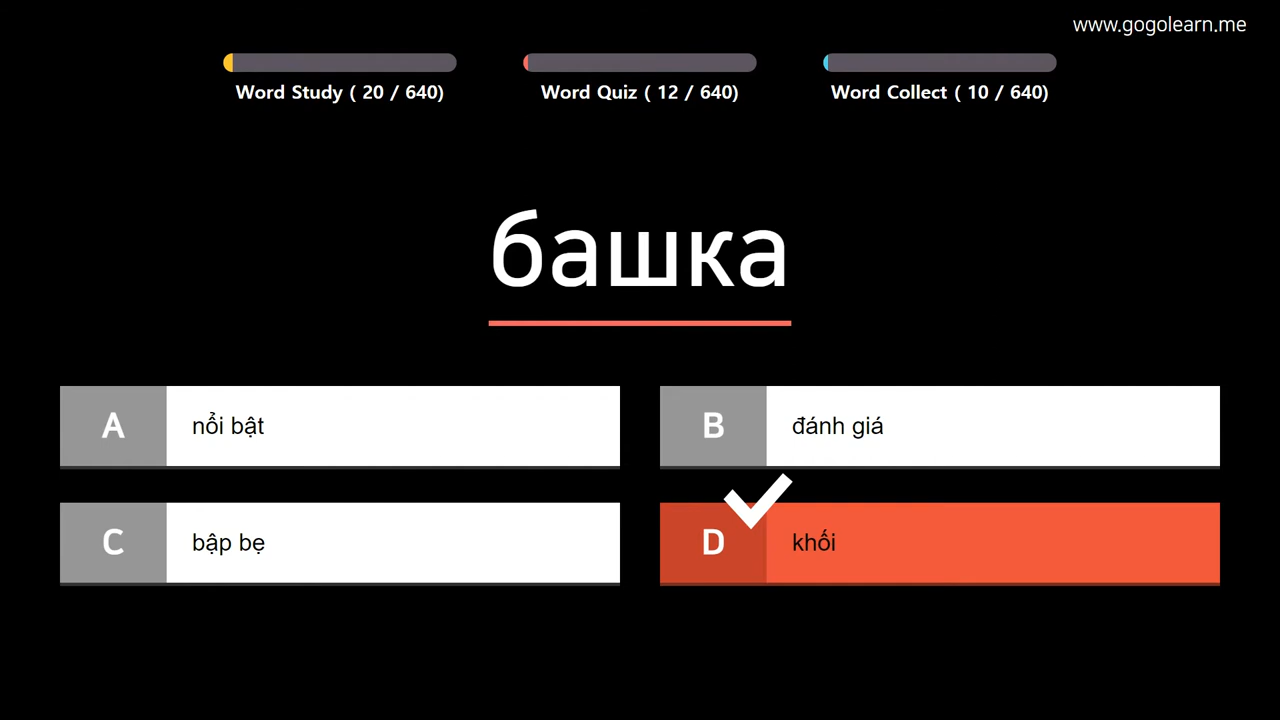 www.gogolearn.me
Word Study ( 20 / 640)
Word Quiz ( 12 / 640)
Word Collect ( 10 / 640)
башка
A
nổi bật
B
đánh giá
C
bập bẹ
D
khối